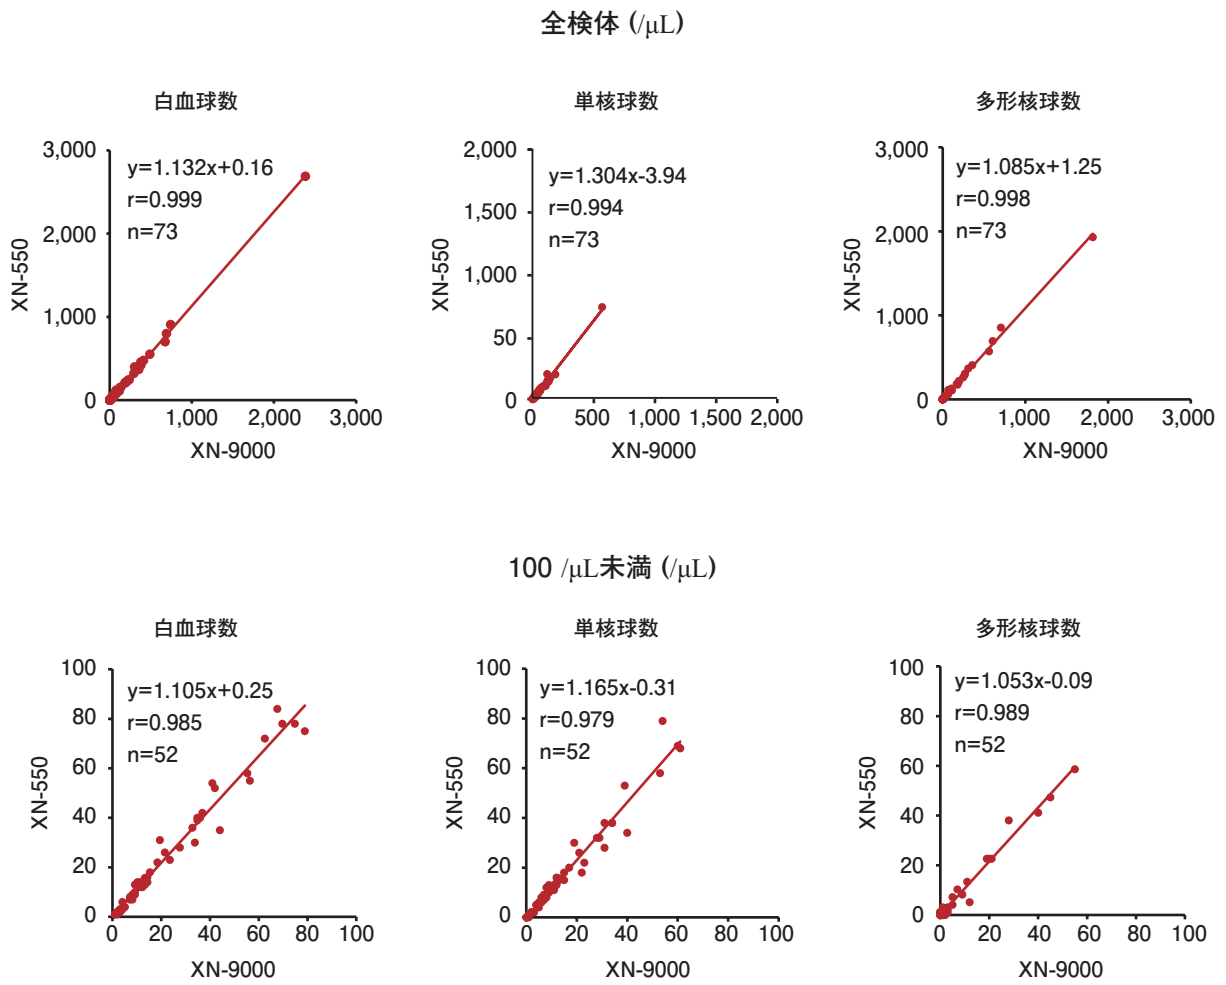 全検体 (/μL)
白血球数
y=1.132x+0.16
r=0.999
n=73
3,000
2,000
1,000
0
XN-550
0 1,000 2,000 3,000
XN-9000
単核球数
y=1.304x-3.94
r=0.994
n=73
2,000
1,500
1,000
50
0
XN-550
0 500 1,000 1,500 2,000
XN-9000
多形核球数
y=1.085x+1.25
r=0.998
n=73
3,000
2,000
1,000
0
XN-550
0 1,000 2,000 3,000
XN-9000
100 /μL未満 (/μL)
白血球数
y=1.105x+0.25
r=0.985
n=52
100
80
60
40
20
0
XN-550
0 20 40 60 80 100
XN-9000
単核球数
y=1.165x-0.31
r=0.979
n=52
100
80
60
40
20
0
XN-550
0 20 40 60 80 100
XN-9000
多形核球数
y=1.053x-0.09
r=0.989
n=52
100
80
60
40
20
0
XN-550
0 20 40 60 80 100
XN-9000